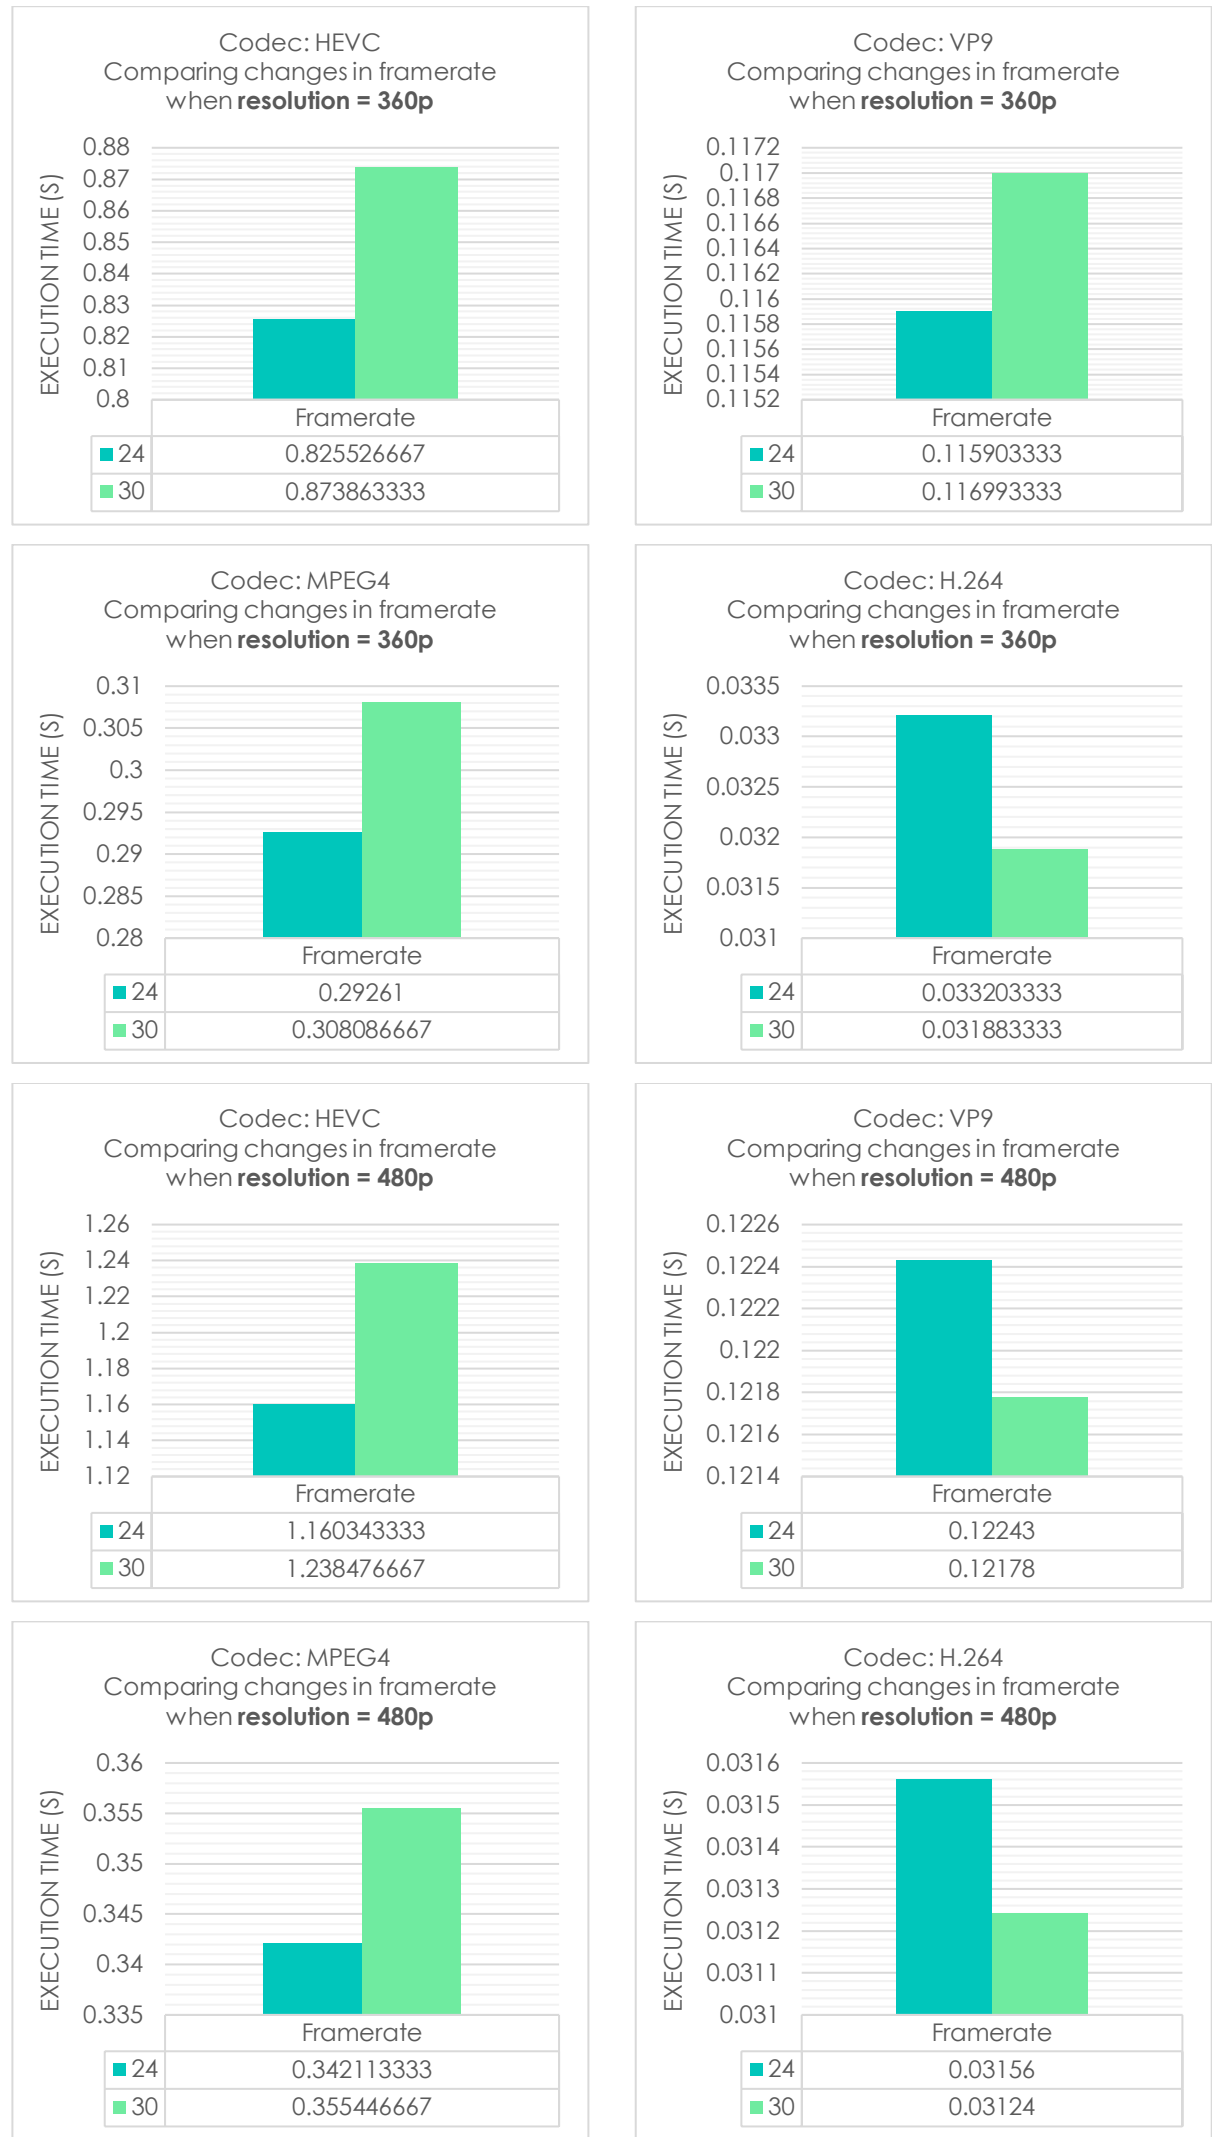 Codec: HEVC
Comparing changes in framerate
when resolution = 360p
EXECUTION TIME (S)
0.88
0.87
0.86
0.85
0.84
0.83
0.82
0.81
0.8
Framerate
24 0.825526667
30 0.873863333
Codec: VP9
Comparing changes in framerate
when resolution = 360p
EXECUTION TIME (S)
0.1172
0.117
0.1168
0.1166
0.1164
0.1162
0.116
0.1158
0.1156
0.1154
0.1152
Framerate
24 0.115903333
30 0.116993333
Codec: MPEG4
Comparing changes in framerate
when resolution = 360p
EXECUTION TIME (S)
0.31
0.305
0.3
0.295
0.29
0.285
0.28
Framerate
24 0.29261
30 0.308086667
Codec: H.264
Comparing changes in framerate
when resolution = 360p
EXECUTION TIME (S)
0.0335
0.033
0.0325
0.032
0.0315
0.031
Framerate
24 0.033203333
30 0.031883333
Codec: HEVC
Comparing changes in framerate
when resolution = 480p
EXECUTION TIME (S)
1.26
1.24
1.22
1.2
1.18
1.16
1.14
1.12
Framerate
24 1.160343333
30 1.238476667
Codec: VP9
Comparing changes in framerate
when resolution = 480p
EXECUTION TIME (S)
0.1226
0.1224
0.1222
0.122
0.1218
0.1216
0.1214
Framerate
24 0.12243
30 0.12178
Codec: MPEG4
Comparing changes in framerate
when resolution = 480p
EXECUTION TIME (S)
0.36
0.355
0.35
0.345
0.34
0.335
Framerate
24 0.342113333
30 0.355446667
Codec: H.264
Comparing changes in framerate
when resolution = 480p
EXECUTION TIME (S)
0.0316
0.0315
0.0314
0.0313
0.0312
0.0311
0.031
Framerate
24 0.03156
30 0.03124